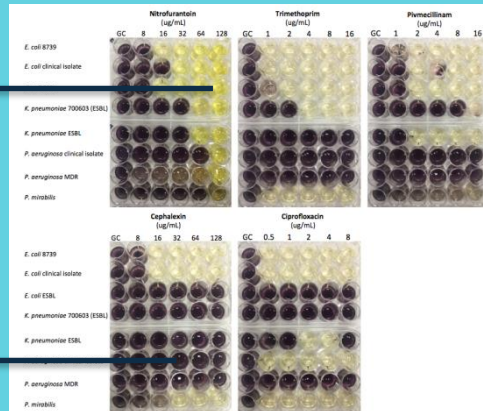 Nitrofurantoin
(ug/mL)
GC 8 16 32 64 128
Trimethoprim
(ug/mL)
GC 1 2 4 8 16
Pivmecillinam
(ug/mL)
GC 1 2 4 8 16
E. coli 8739
E. coli clinical isolate
K. pneumoniae 700603 (ESBL)
K. pneumoniae ESBL
P. aeruginosa clinical isolate
P. aeruginosa MDR
P. mirabilis
Cephalexin
(ug/mL)
GC 8 16 32 64 128
Ciprofloxacin
(ug/mL)
GC 0.5 1 2 4 8
E. coli 8739
E. coli clinical isolate
E. coli ESBL
K. pneumoniae 700603 (ESBL)
K. pneumoniae ESBL
P. aeruginosa MDR
P. mirabilis